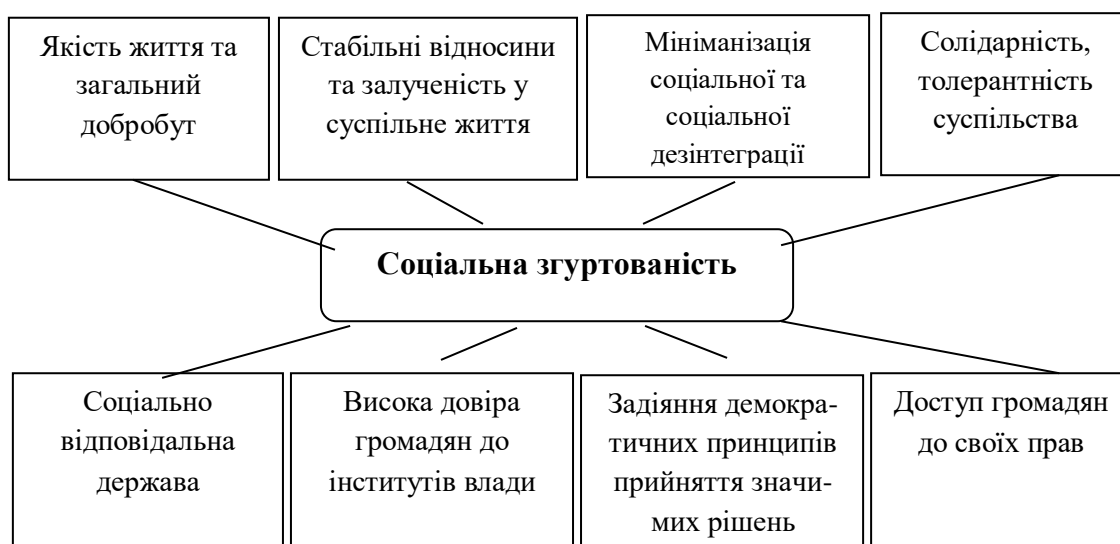 Якість життя та
загальний
добробут
Стабільні відносини
та залученість у
суспільне життя
Мініманізація
соціальної та
соціальної
дезінтеграції
Солідарність,
толерантність
суспільства
Соціальна згуртованість
Соціально
відповідальна
держава
Висока довіра
громадян до
інститутів влади
Задіяння демокра-
тичних принципів
прийняття значи-
мих рішень
Доступ громадян
до своїх прав